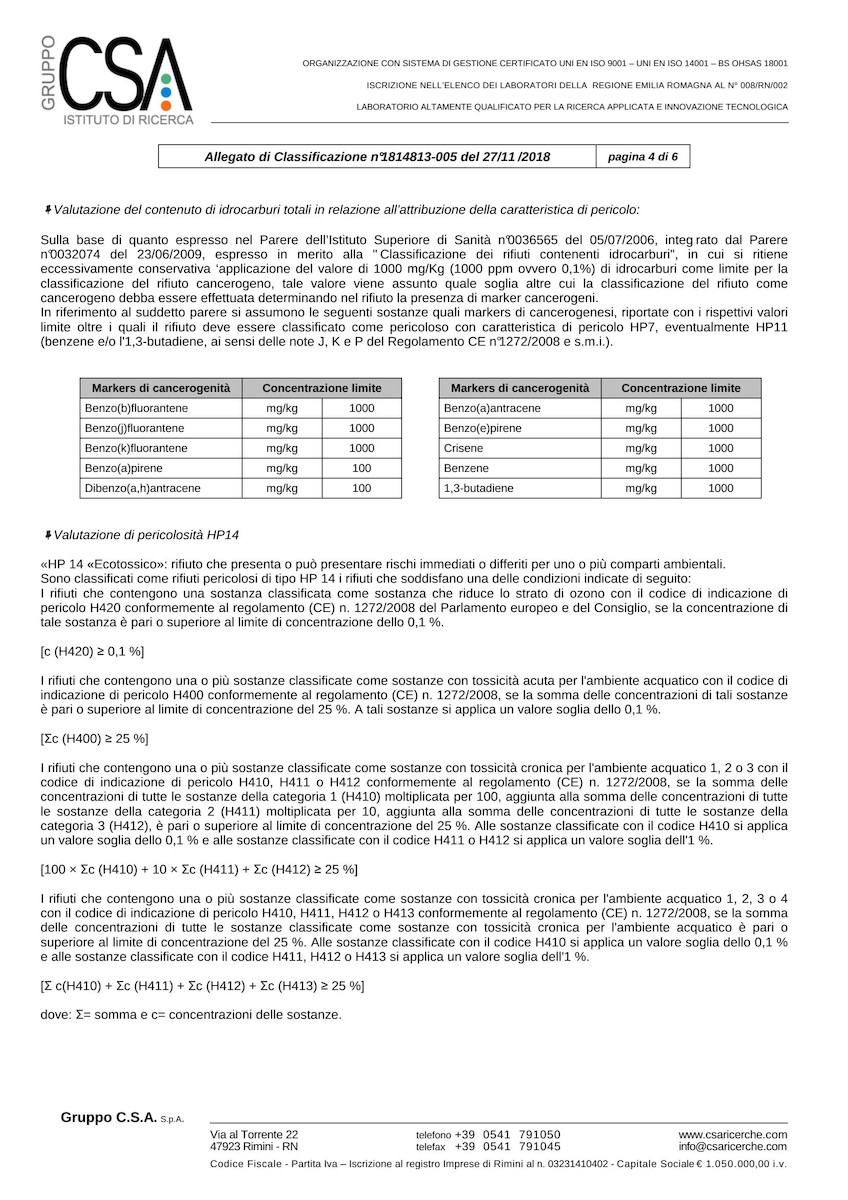 GRUPPO
CSA
ISTITUTO DI RICERCA
ORGANIZZAZIONE CON SISTEMA DI GESTIONE CERTIFICATO UNI EN ISO 9001 – UNI EN ISO 14001 – BS OHSAS 18001
ISCRIZIONE NELL'ELENCO DEI LABORATORI DELLA REGIONE EMILIA ROMAGNA AL N° 008/RN/002
LABORATORIO ALTAMENTE QUALIFICATO PER LA RICERCA APPLICATA E INNOVAZIONE TECNOLOGICA
Allegato di Classificazione n°1814813-005 del 27/11/2018 pagina 4 di 6
Valutazione del contenuto di idrocarburi totali in relazione all'attribuzione della caratteristica di pericolo:
Sulla base di quanto espresso nel Parere dell'Istituto Superiore di Sanità n°0036565 del 05/07/2006, integrato dal Parere
n°0032074 del 23/06/2009, espresso in merito alla "Classificazione dei rifiuti contenenti idrocarburi", in cui si ritiene
eccessivamente conservativa 'applicazione del valore di 1000 mg/Kg (1000 ppm ovvero 0,1%) di idrocarburi come limite per la
classificazione del rifiuto cancerogeno, tale valore viene assunto quale soglia altre cui la classificazione del rifiuto come
cancerogeno debba essere effettuata determinando nel rifiuto la presenza di marker cancerogeni.
In riferimento al suddetto parere si assumono le seguenti sostanze quali markers di cancerogenesi, riportate con i rispettivi valori
limite oltre i quali il rifiuto deve essere classificato come pericoloso con caratteristica di pericolo HP7, eventualmente HP11
(benzene e/o l'1,3-butadiene, ai sensi delle note J, K e P del Regolamento CE n°1272/2008 e s.m.i.).
Markers di cancerogenità Concentrazione limite
Benzo(b)fluorantene mg/kg 1000
Benzo(j)fluorantene mg/kg 1000
Benzo(k)fluorantene mg/kg 1000
Benzo(a)pirene mg/kg 100
Dibenzo(a,h)antracene mg/kg 100
Markers di cancerogenità Concentrazione limite
Benzo(a)antracene mg/kg 1000
Benzo(e)pirene mg/kg 1000
Crisene mg/kg 1000
Benzene mg/kg 1000
1,3-butadiene mg/kg 1000
Valutazione di pericolosità HP14
«HP 14 «Ecotossico»: rifiuto che presenta o può presentare rischi immediati o differiti per uno o più comparti ambientali.
Sono classificati come rifiuti pericolosi di tipo HP 14 i rifiuti che soddisfano una delle condizioni indicate di seguito:
I rifiuti che contengono una sostanza classificata come sostanza che riduce lo strato di ozono con il codice di indicazione di
pericolo H420 conformemente al regolamento (CE) n. 1272/2008 del Parlamento europeo e del Consiglio, se la concentrazione di
tale sostanza è pari o superiore al limite di concentrazione dello 0,1 %.
[c (H420) ≥ 0,1 %]
I rifiuti che contengono una o più sostanze classificate come sostanze con tossicità acuta per l'ambiente acquatico con il codice di
indicazione di pericolo H400 conformemente al regolamento (CE) n. 1272/2008, se la somma delle concentrazioni di tali sostanze
è pari o superiore al limite di concentrazione del 25 %. A tali sostanze si applica un valore soglia dello 0,1 %.
[Σc (H400) ≥ 25 %]
I rifiuti che contengono una o più sostanze classificate come sostanze con tossicità cronica per l'ambiente acquatico 1, 2 o 3 con il
codice di indicazione di pericolo H410, H411 o H412 conformemente al regolamento (CE) n. 1272/2008, se la somma delle
concentrazioni di tutte le sostanze della categoria 1 (H410) moltiplicata per 100, aggiunta alla somma delle concentrazioni di tutte
le sostanze della categoria 2 (H411) moltiplicata per 10, aggiunta alla somma delle concentrazioni di tutte le sostanze della
categoria 3 (H412), è pari o superiore al limite di concentrazione del 25 %. Alle sostanze classificate con il codice H410 si applica
un valore soglia dello 0,1 % e alle sostanze classificate con il codice H411 o H412 si applica un valore soglia dell'1 %.
[100 × Σc (H410) + 10 × Σc (H411) + Σc (H412) ≥ 25 %]
I rifiuti che contengono una o più sostanze classificate come sostanze con tossicità cronica per l'ambiente acquatico 1, 2, 3 o 4
con il codice di indicazione di pericolo H410, H411, H412 o H413 conformemente al regolamento (CE) n. 1272/2008, se la somma
delle concentrazioni di tutte le sostanze classificate come sostanze con tossicità cronica per l'ambiente acquatico è pari o
superiore al limite di concentrazione del 25 %. Alle sostanze classificate con il codice H410 si applica un valore soglia dello 0,1 %
e alle sostanze classificate con il codice H411, H412 o H413 si applica un valore soglia dell'1 %.
[Σ c(H410) + Σc (H411) + Σc (H412) + Σc (H413) ≥ 25 %]
dove: Σ= somma e c= concentrazioni delle sostanze.
Gruppo C.S.A. S.p.A.
Via al Torrente 22 telefono +39 0541 791050 www.csaricerche.com
47923 Rimini - RN telefax +39 0541 791045 info@csaricerche.com
Codice Fiscale - Partita Iva – Iscrizione al registro Imprese di Rimini al n. 03231410402 - Capitale Sociale € 1.050.000,00 i.v.